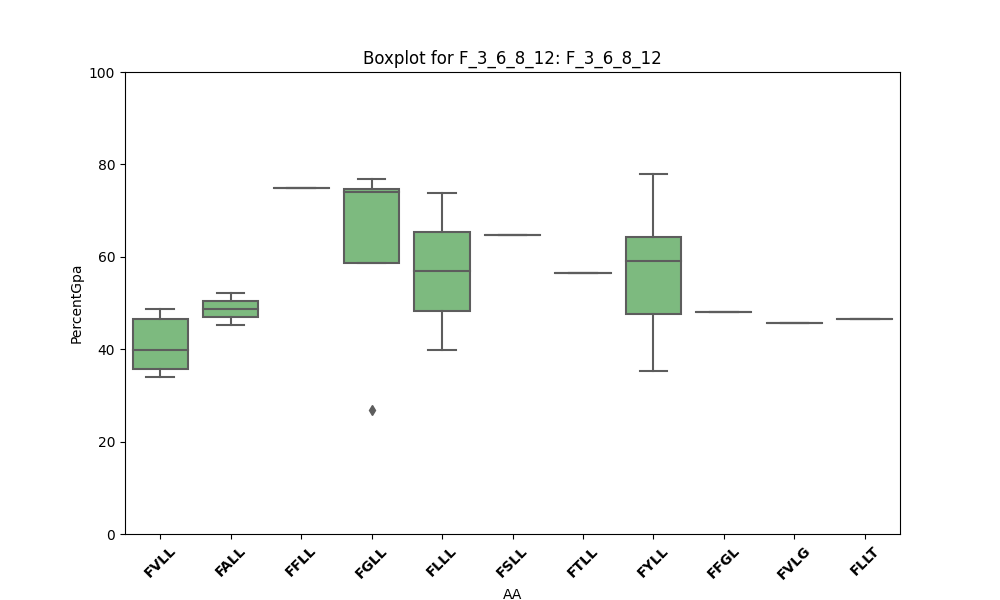 Boxplot for F_3_6_8_12: F_3_6_8_12
100
80
60
40
20
0
PercentGpa
FVLL FALL FFLL FGLL FLLL FSLL FTLL FYLL FFGL FVLG FLLT
AA